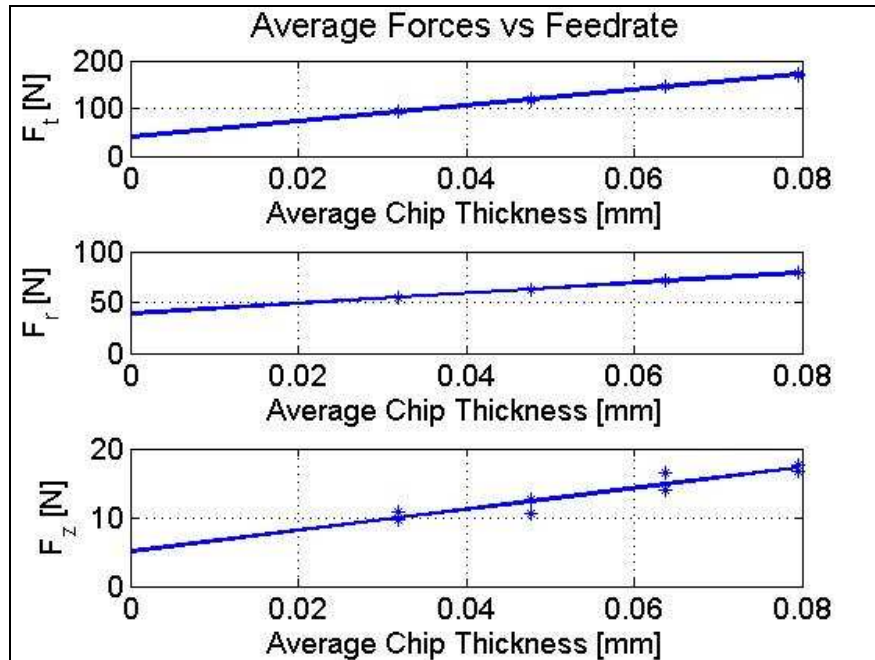 Average Forces vs Feedrate
200
100
0
F_t [N]
0 0.02 0.04 0.06 0.08
Average Chip Thickness [mm]
100
50
0
F_r [N]
0 0.02 0.04 0.06 0.08
Average Chip Thickness [mm]
20
10
0
F_z [N]
0 0.02 0.04 0.06 0.08
Average Chip Thickness [mm]